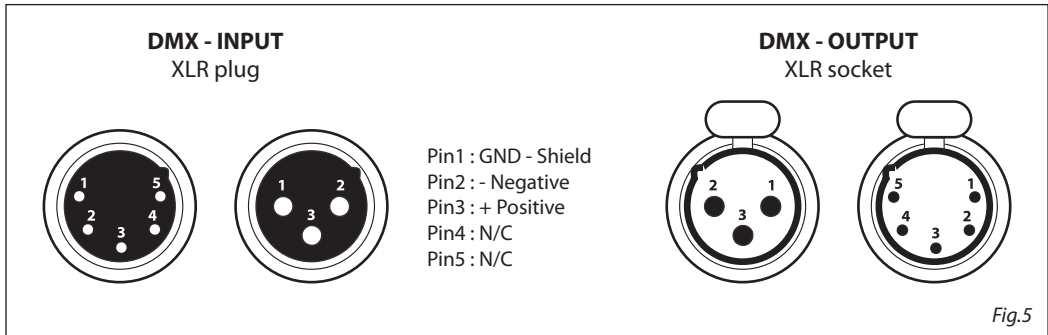 DMX - INPUT
XLR plug
1 5
2 4
3
1 2
3
Pin1 : GND - Shield
Pin2 : - Negative
Pin3 : + Positive
Pin4 : N/C
Pin5 : N/C
DMX - OUTPUT
XLR socket
2 1
3
5 1
4 2
3
Fig.5